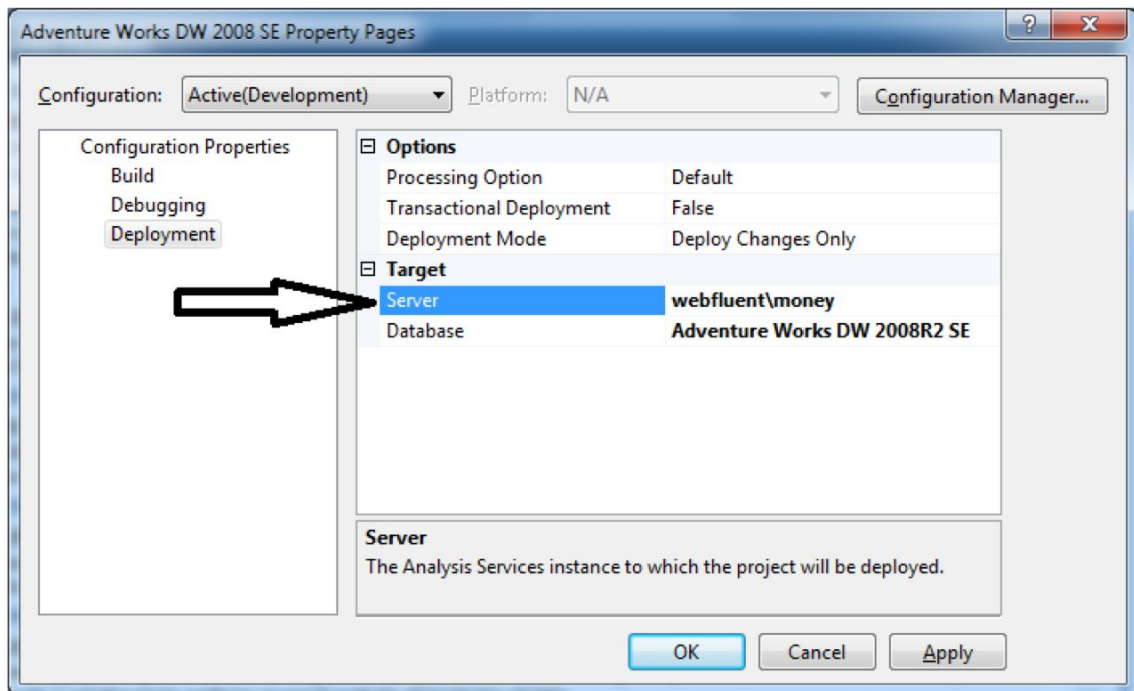 Adventure Works DW 2008 SE Property Pages
Configuration: Active(Development) Platform: N/A Configuration Manager...
Configuration Properties
Build
Debugging
Deployment
Options
Processing Option Default
Transactional Deployment False
Deployment Mode Deploy Changes Only
Target
Server webfluent\money
Database Adventure Works DW 2008R2 SE
Server
The Analysis Services instance to which the project will be deployed.
OK Cancel Apply